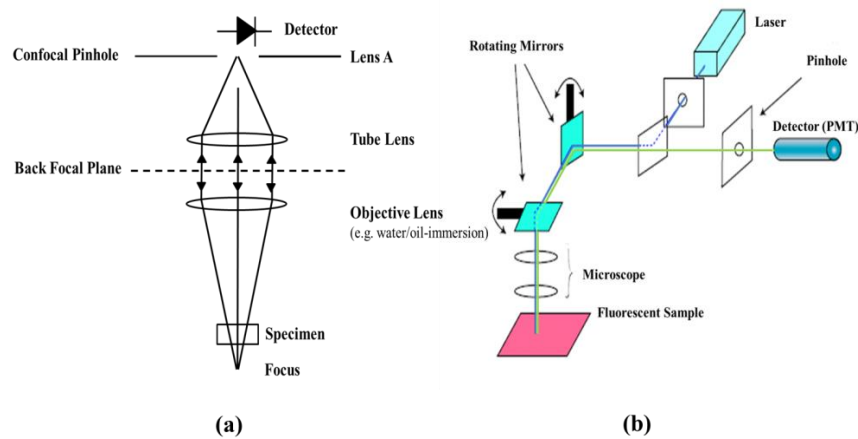 Detector
Confocal Pinhole
Lens A
Tube Lens
Back Focal Plane
Objective Lens
(e.g. water/oil-immersion)
Specimen
Focus
(a)
Laser
Rotating Mirrors
Pinhole
Detector (PMT)
Microscope
Fluorescent Sample
(b)